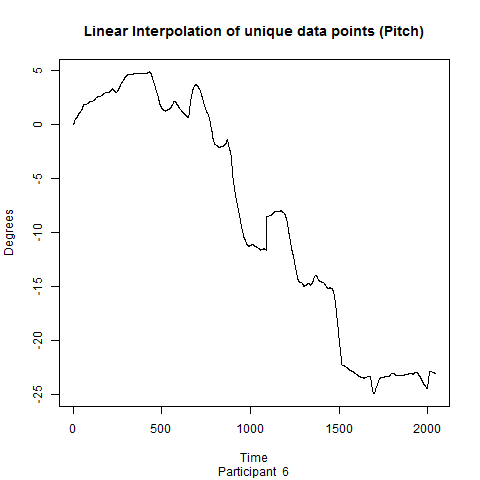 Linear Interpolation of unique data points (Pitch)
5
0
-5
-10
-15
-20
-25
Degrees
0 500 1000 1500 2000
Time
Participant 6